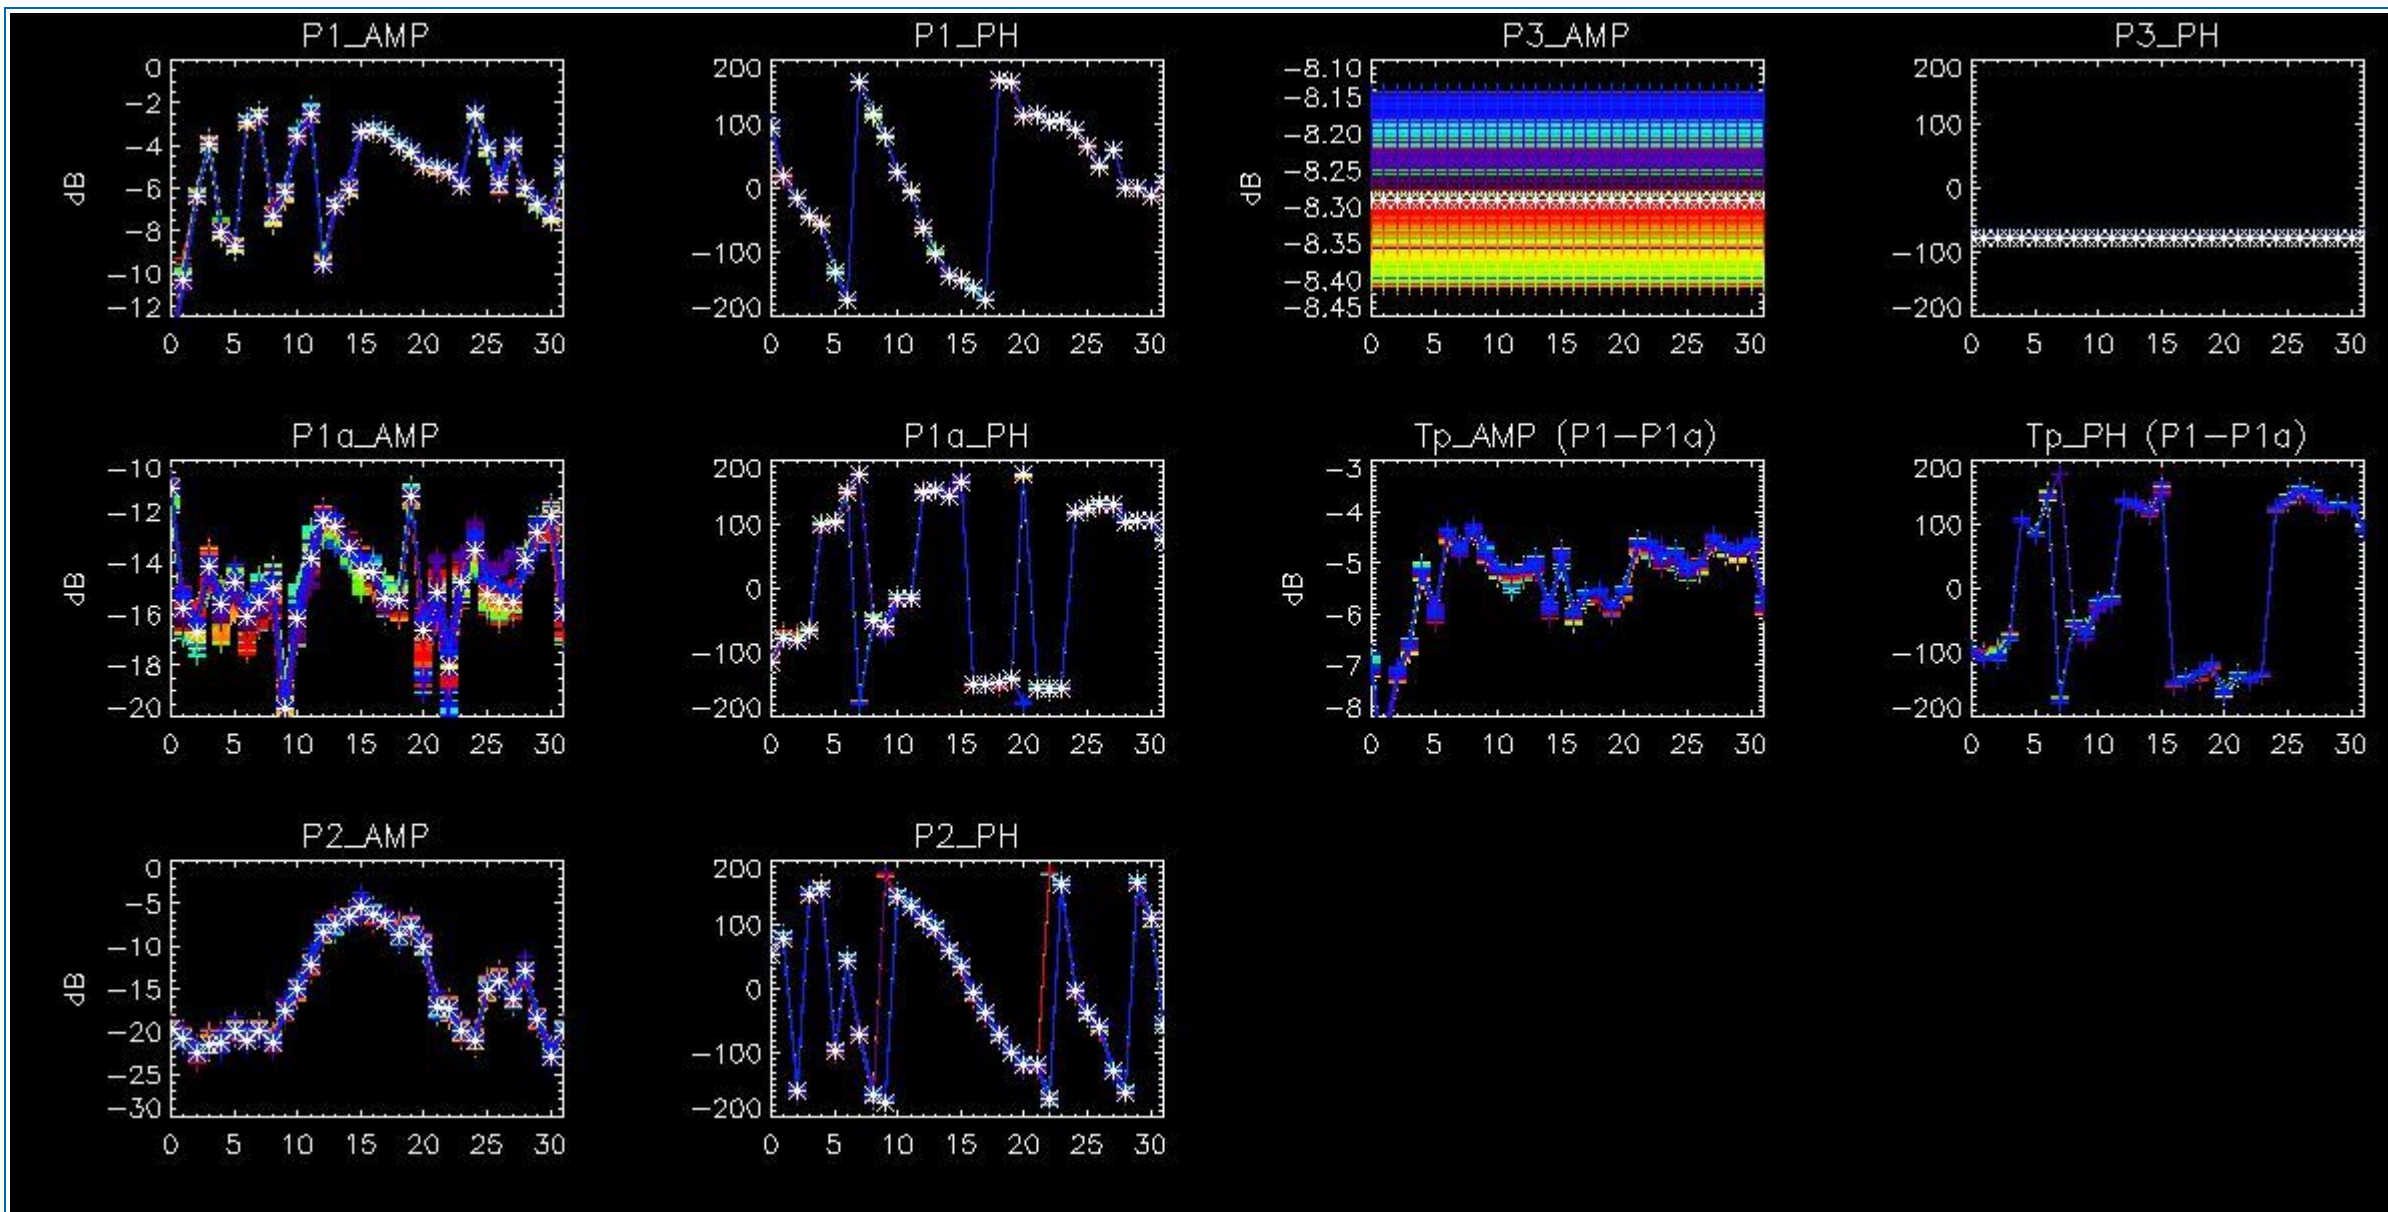 P1_AMP
0
−2
−4
−6
−8
−10
−12
dB
0 5 10 15 20 25 30
P1_PH
200
100
0
−100
−200
0 5 10 15 20 25 30
P3_AMP
−8.10
−8.15
−8.20
−8.25
−8.30
−8.35
−8.40
−8.45
dB
0 5 10 15 20 25 30
P3_PH
200
100
0
−100
−200
0 5 10 15 20 25 30
P1a_AMP
−10
−12
−14
−16
−18
−20
dB
0 5 10 15 20 25 30
P1a_PH
200
100
0
−100
−200
0 5 10 15 20 25 30
Tp_AMP (P1−P1a)
−3
−4
−5
−6
−7
−8
dB
0 5 10 15 20 25 30
Tp_PH (P1−P1a)
200
100
0
−100
−200
0 5 10 15 20 25 30
P2_AMP
0
−5
−10
−15
−20
−25
−30
dB
0 5 10 15 20 25 30
P2_PH
200
100
0
−100
−200
0 5 10 15 20 25 30